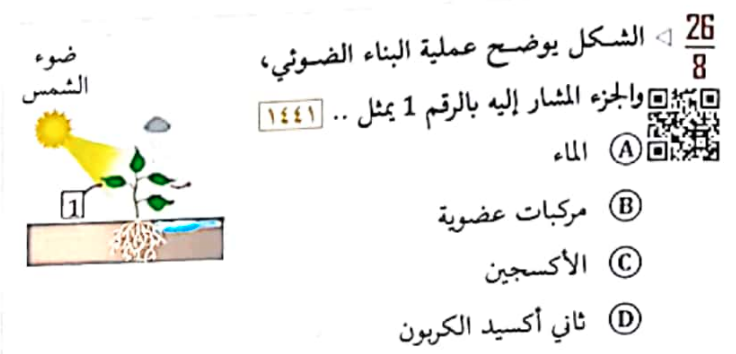 26
8
◁ الشكل يوضح عملية البناء الضوئي،
والجزء المشار إليه بالرقم 1 يمثل .. ١٤٤١
A الماء
B مركبات عضوية
C الأكسجين
D ثاني أكسيد الكربون
ضوء
الشمس
1